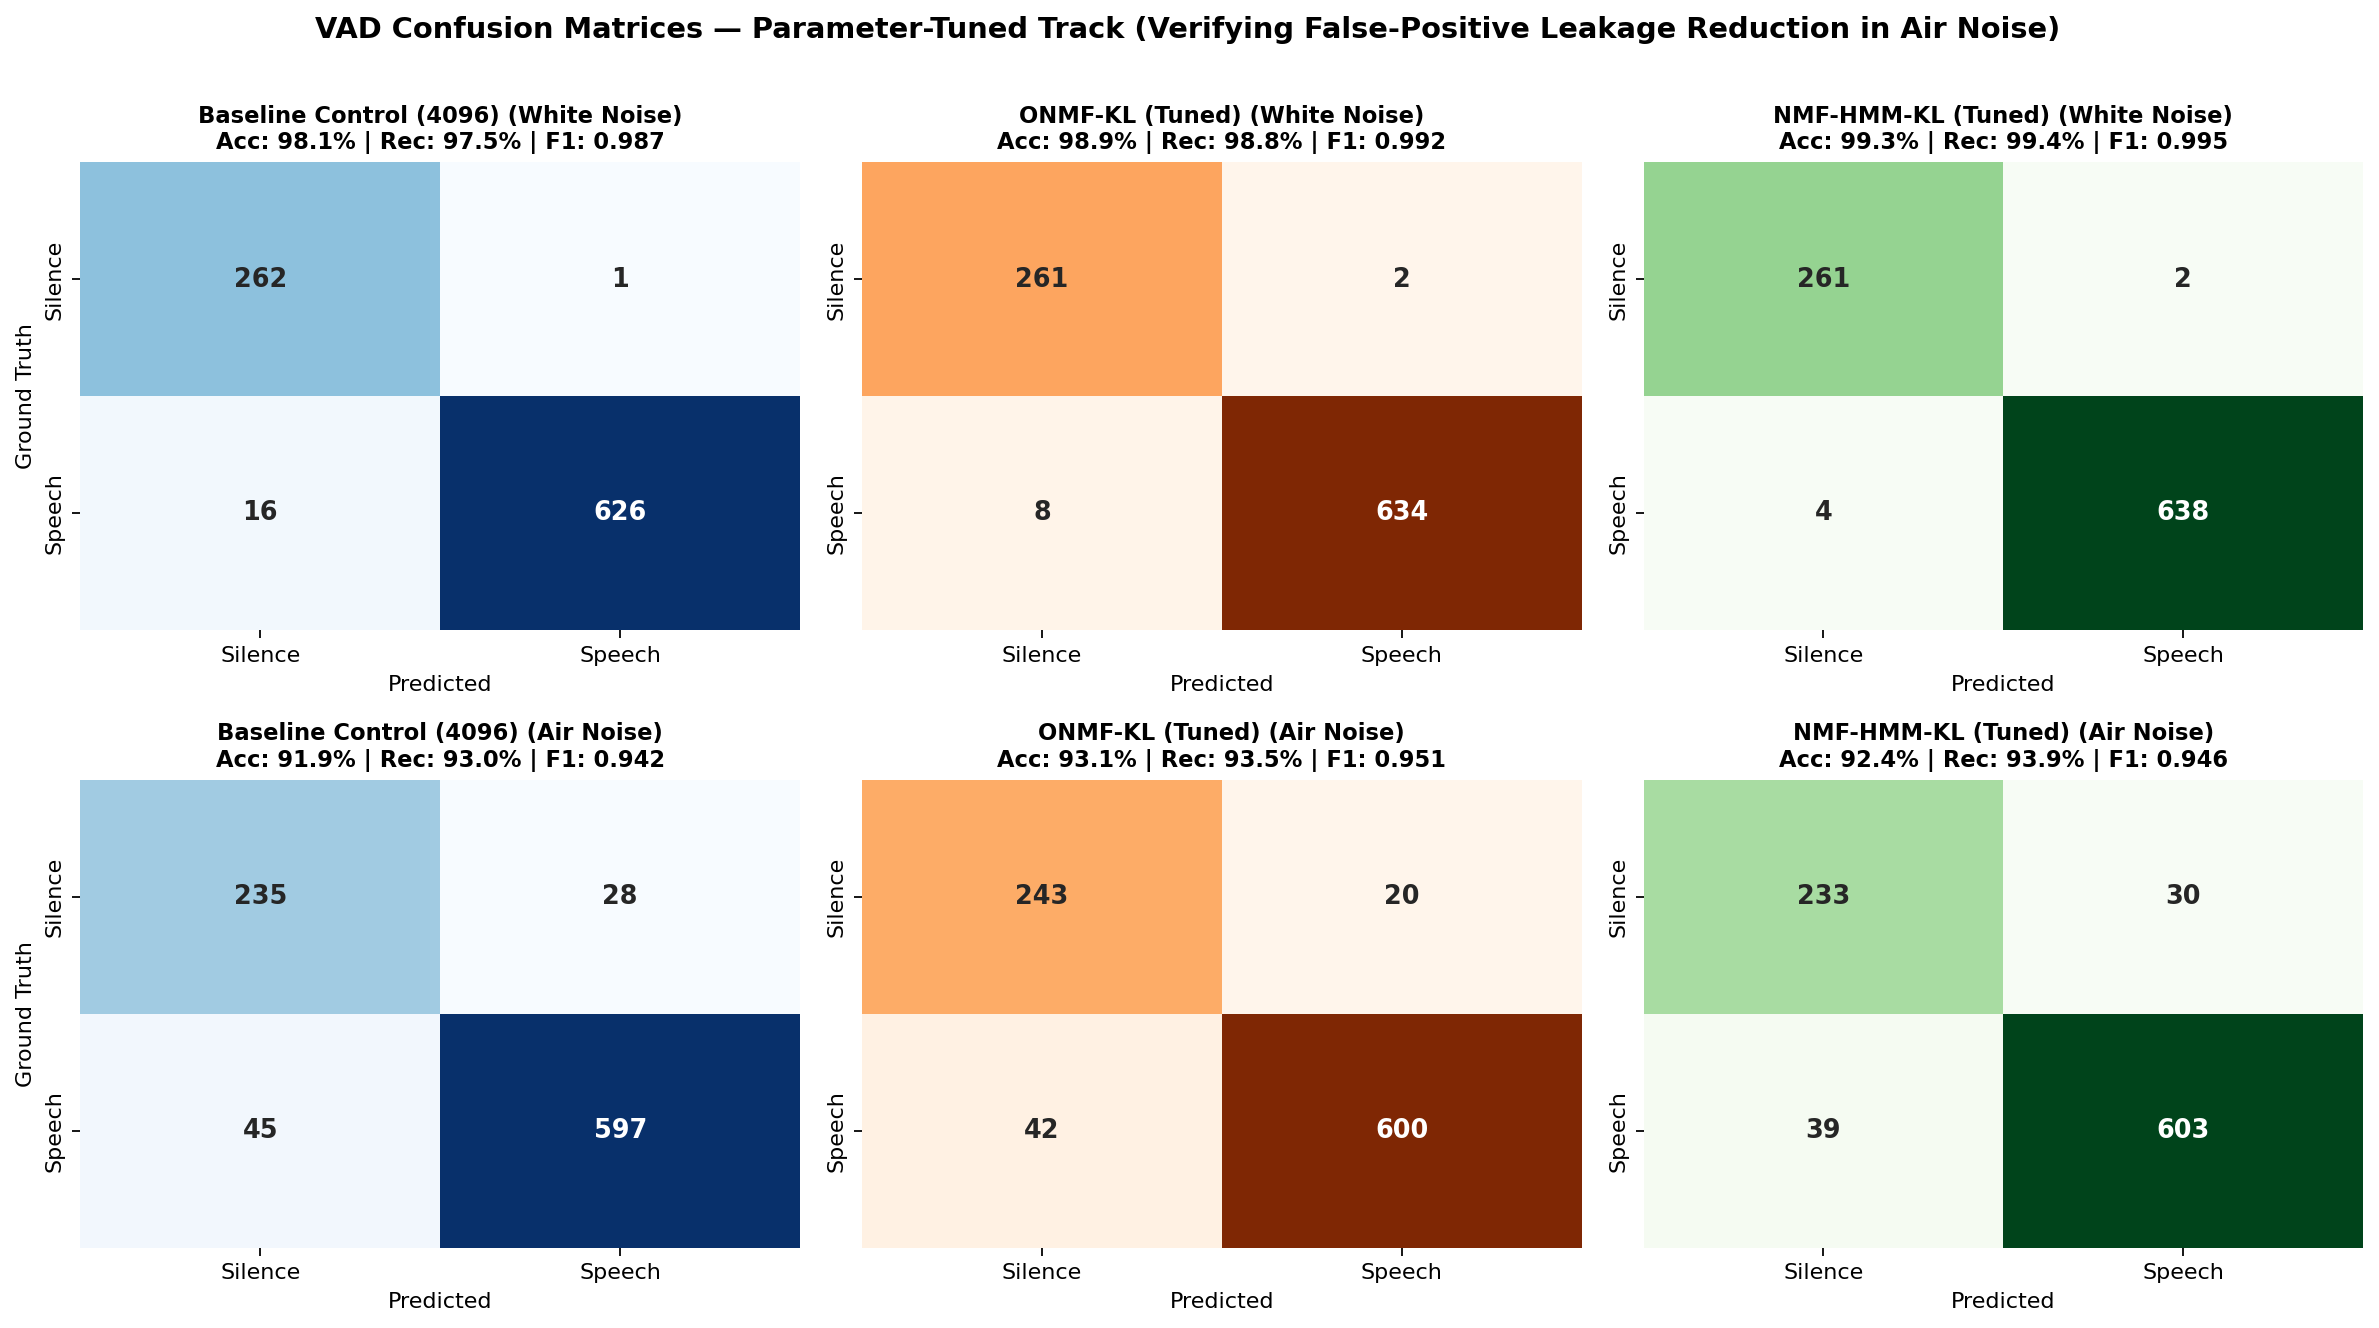 VAD Confusion Matrices — Parameter-Tuned Track (Verifying False-Positive Leakage Reduction in Air Noise)
Baseline Control (4096) (White Noise)
Acc: 98.1% | Rec: 97.5% | F1: 0.987
Ground Truth
Silence
262
1
Speech
16
626
Silence
Speech
Predicted
ONMF-KL (Tuned) (White Noise)
Acc: 98.9% | Rec: 98.8% | F1: 0.992
Silence
261
2
Speech
8
634
Silence
Speech
Predicted
NMF-HMM-KL (Tuned) (White Noise)
Acc: 99.3% | Rec: 99.4% | F1: 0.995
Silence
261
2
Speech
4
638
Silence
Speech
Predicted
Baseline Control (4096) (Air Noise)
Acc: 91.9% | Rec: 93.0% | F1: 0.942
Ground Truth
Silence
235
28
Speech
45
597
Silence
Speech
Predicted
ONMF-KL (Tuned) (Air Noise)
Acc: 93.1% | Rec: 93.5% | F1: 0.951
Silence
243
20
Speech
42
600
Silence
Speech
Predicted
NMF-HMM-KL (Tuned) (Air Noise)
Acc: 92.4% | Rec: 93.9% | F1: 0.946
Silence
233
30
Speech
39
603
Silence
Speech
Predicted